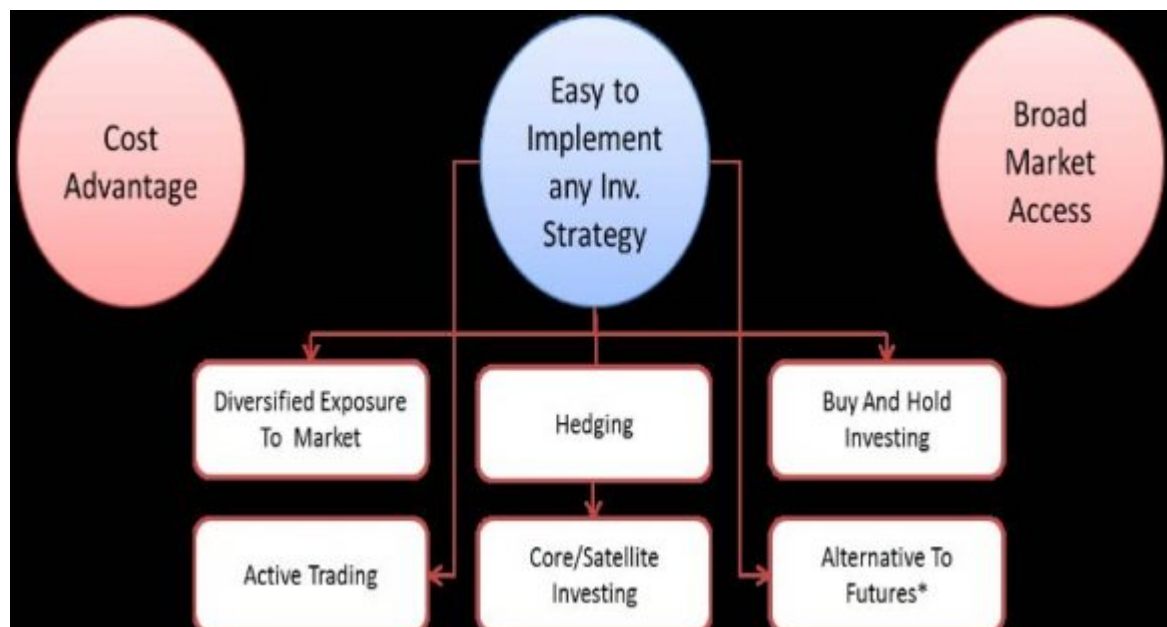 Cost
Advantage
Easy to
Implement
any Inv.
Strategy
Broad
Market
Access
Diversified Exposure
To Market
Hedging
Buy And Hold
Investing
Active Trading
Core/Satellite
Investing
Alternative To
Futures*